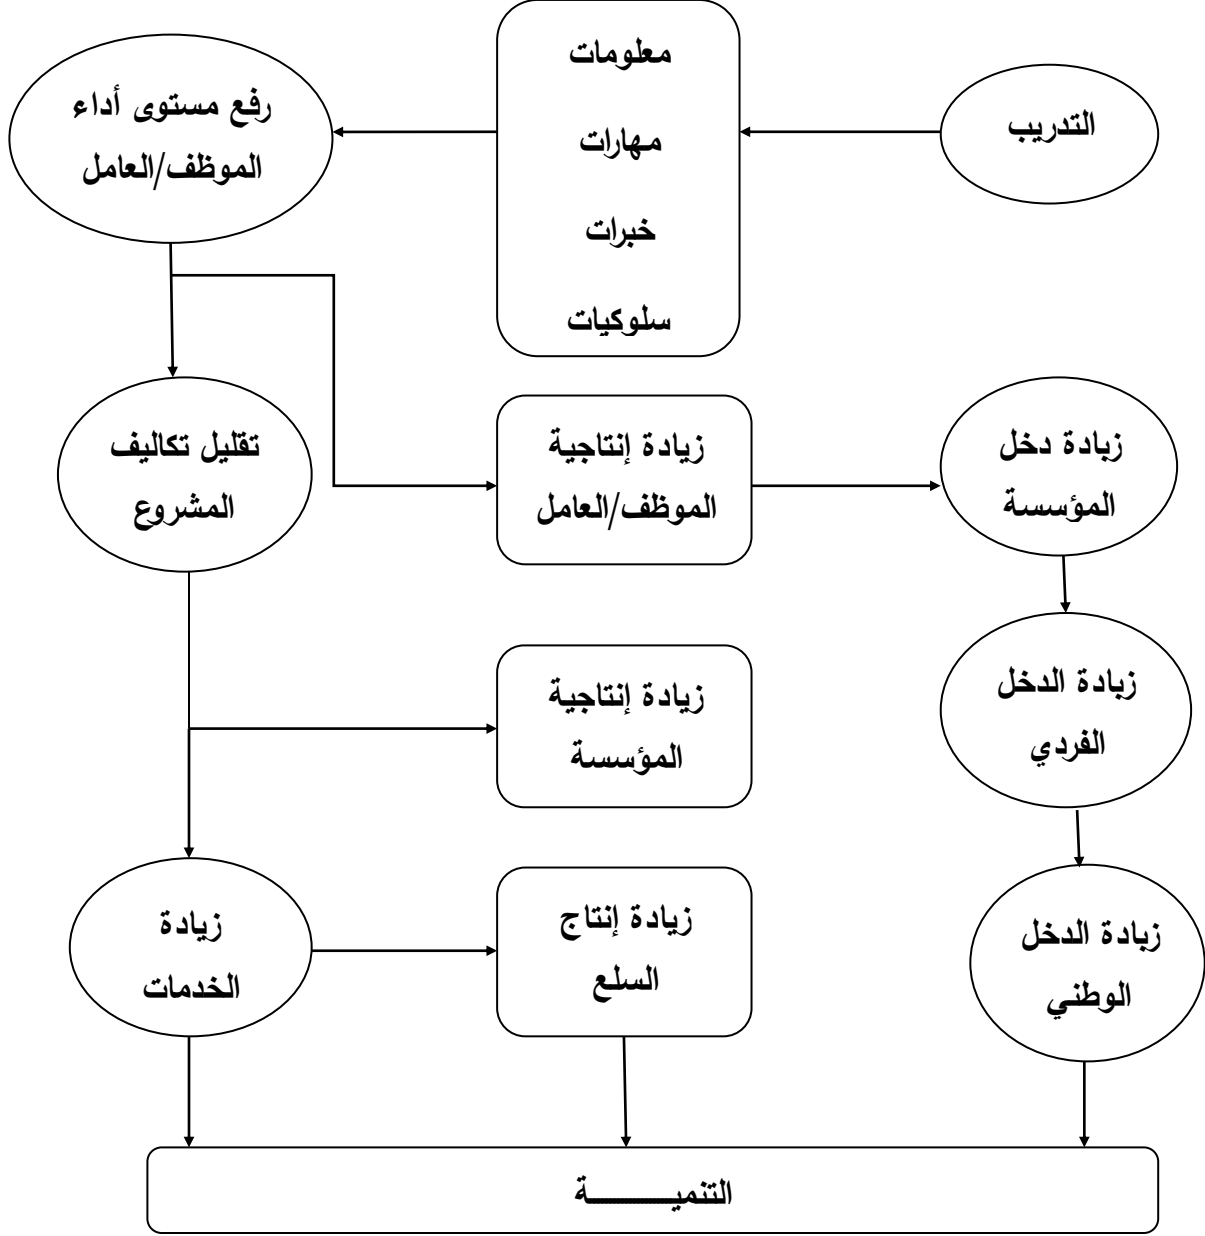 التدريب
معلومات
مهارات
خبرات
سلوكيات
رفع مستوى أداء
الموظف/العامل
تقليل تكاليف
المشروع
زيادة إنتاجية
الموظف/العامل
زيادة دخل
المؤسسة
زيادة إنتاجية
المؤسسة
زيادة الدخل
الفردي
زيادة
الخدمات
زيادة إنتاج
السلع
زيادة الدخل
الوطني
التنميـــــــــة